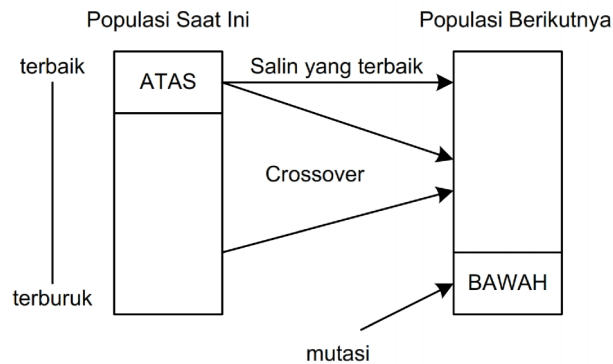 Populasi Saat Ini
Populasi Berikutnya
terbaik
ATAS
Salin yang terbaik
Crossover
terburuk
BAWAH
mutasi